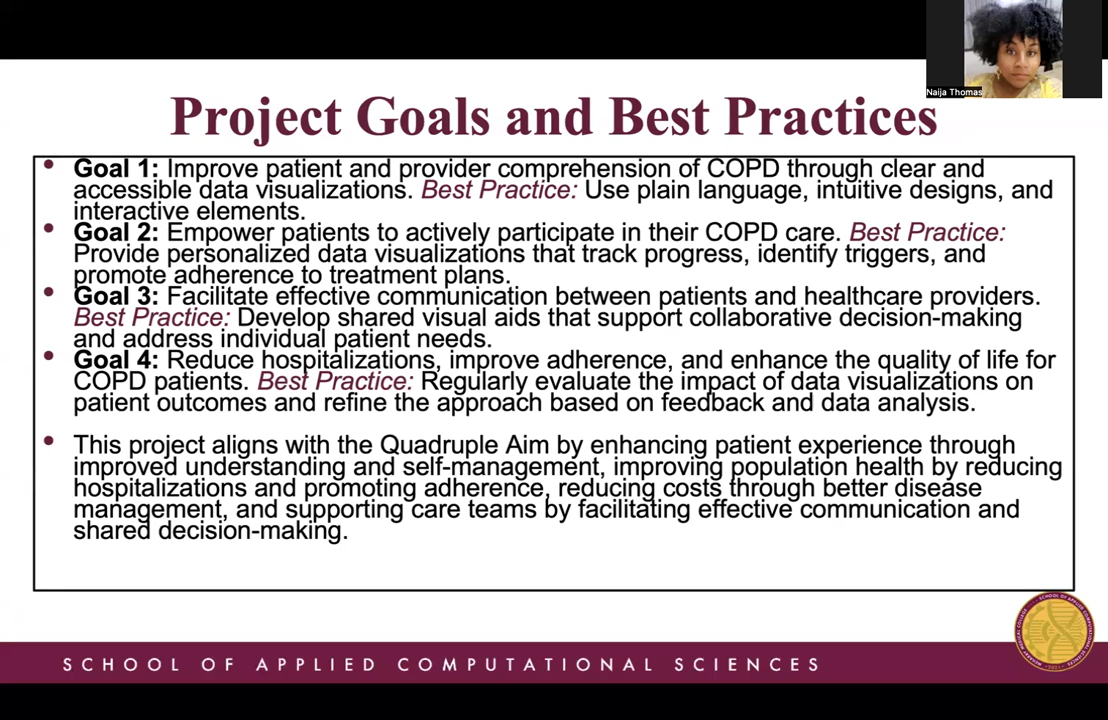 Naija Thomas
Project Goals and Best Practices
• Goal 1: Improve patient and provider comprehension of COPD through clear and
accessible data visualizations. Best Practice: Use plain language, intuitive designs, and
interactive elements.
• Goal 2: Empower patients to actively participate in their COPD care. Best Practice:
Provide personalized data visualizations that track progress, identify triggers, and
promote adherence to treatment plans.
• Goal 3: Facilitate effective communication between patients and healthcare providers.
Best Practice: Develop shared visual aids that support collaborative decision-making
and address individual patient needs.
• Goal 4: Reduce hospitalizations, improve adherence, and enhance the quality of life for
COPD patients. Best Practice: Regularly evaluate the impact of data visualizations on
patient outcomes and refine the approach based on feedback and data analysis.
• This project aligns with the Quadruple Aim by enhancing patient experience through
improved understanding and self-management, improving population health by reducing
hospitalizations and promoting adherence, reducing costs through better disease
management, and supporting care teams by facilitating effective communication and
shared decision-making.
SCHOOL OF APPLIED COMPUTATIONAL SCIENCES